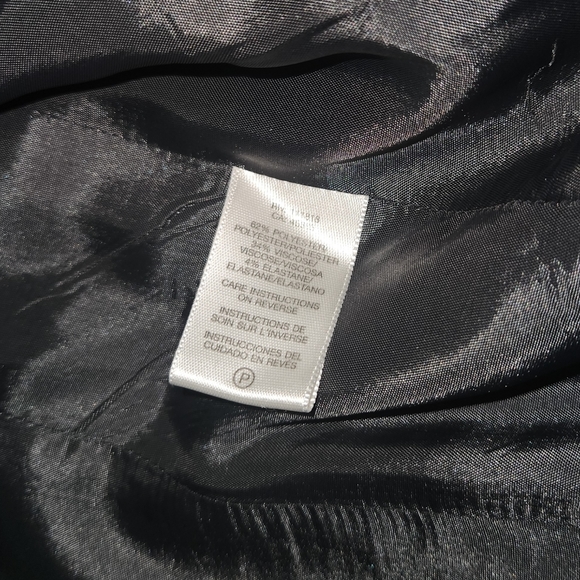 62% POLYESTER/
POLYESTER/POLIESTER
34% VISCOSE/
VISCOSE/VISCOSA
4% ELASTANE/
ELASTANE/ELASTANO
CARE INSTRUCTIONS
ON REVERSE
INSTRUCTIONS DE
SOIN SUR L'INVERSE
INSTRUCCIONES DEL
CUIDADO EN REVÉS
P